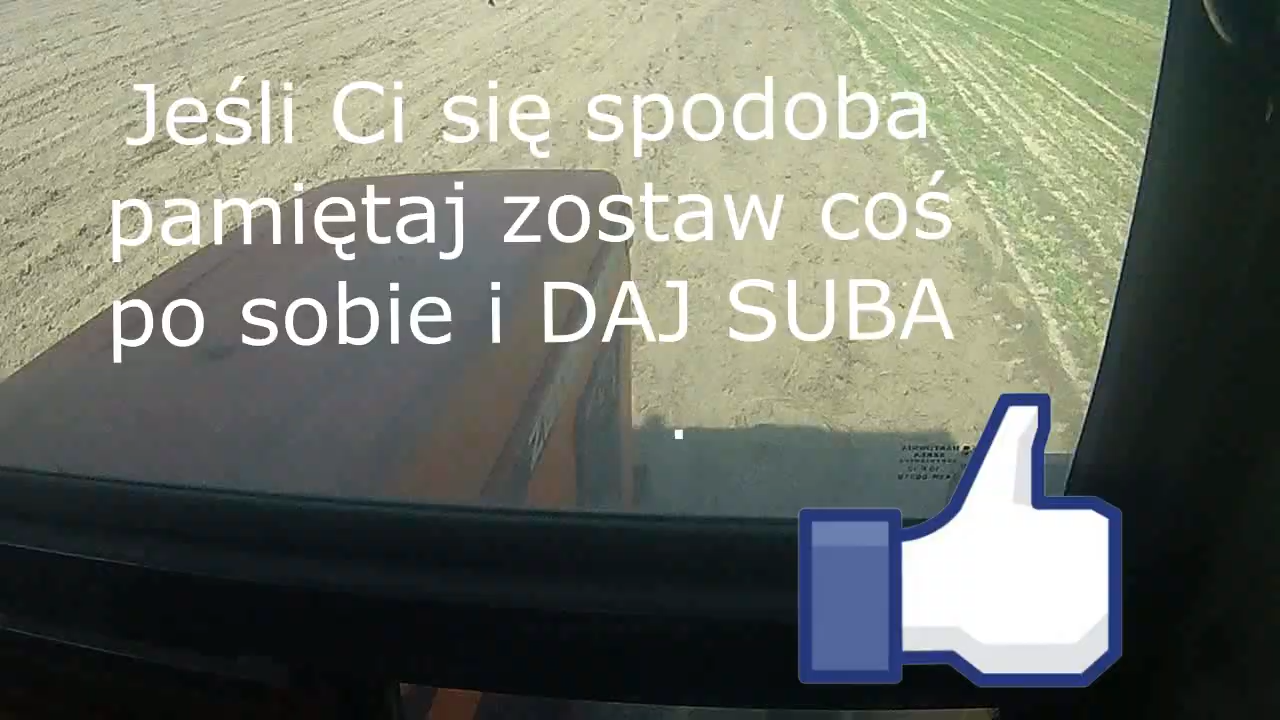 Jeśli Ci się spodoba
pamiętaj zostaw coś
po sobie i DAJ SUBA
.